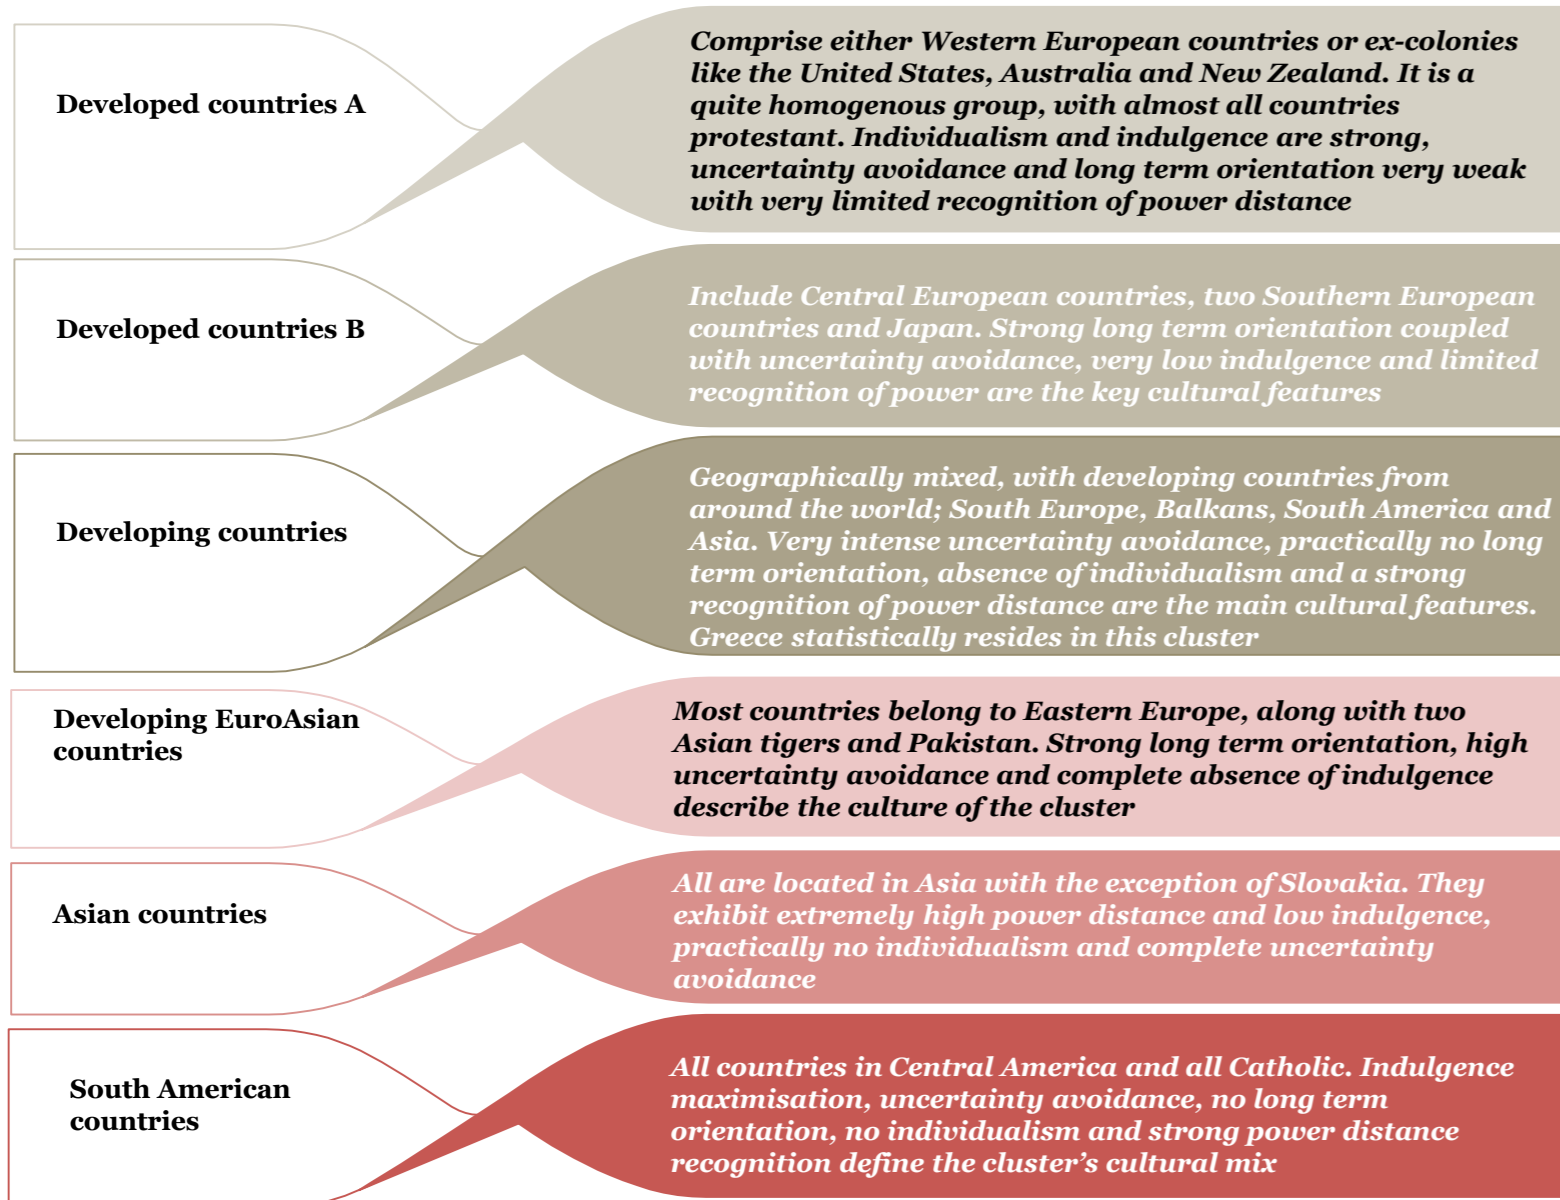 Developed countries A
Comprise either Western European countries or ex-colonies
like the United States, Australia and New Zealand. It is a
quite homogenous group, with almost all countries
protestant. Individualism and indulgence are strong,
uncertainty avoidance and long term orientation very weak
with very limited recognition of power distance
Developed countries B
Include Central European countries, two Southern European
countries and Japan. Strong long term orientation coupled
with uncertainty avoidance, very low indulgence and limited
recognition of power are the key cultural features
Developing countries
Geographically mixed, with developing countries from
around the world; South Europe, Balkans, South America and
Asia. Very intense uncertainty avoidance, practically no long
term orientation, absence of individualism and a strong
recognition of power distance are the main cultural features.
Greece statistically resides in this cluster
Developing EuroAsian
countries
Most countries belong to Eastern Europe, along with two
Asian tigers and Pakistan. Strong long term orientation, high
uncertainty avoidance and complete absence of indulgence
describe the culture of the cluster
Asian countries
All are located in Asia with the exception of Slovakia. They
exhibit extremely high power distance and low indulgence,
practically no individualism and complete uncertainty
avoidance
South American
countries
All countries in Central America and all Catholic. Indulgence
maximisation, uncertainty avoidance, no long term
orientation, no individualism and strong power distance
recognition define the cluster's cultural mix